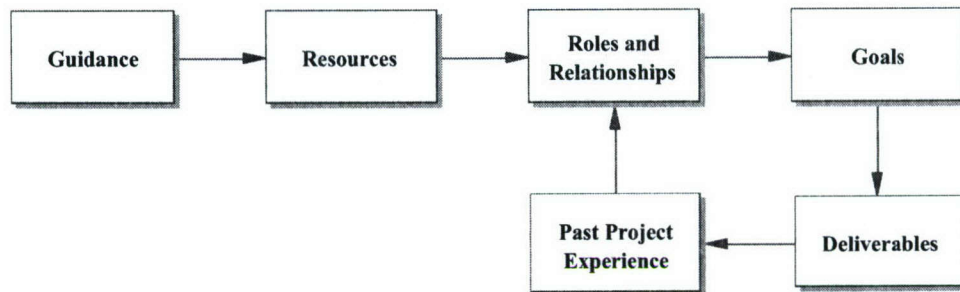 Guidance
Resources
Roles and
Relationships
Goals
Past Project
Experience
Deliverables